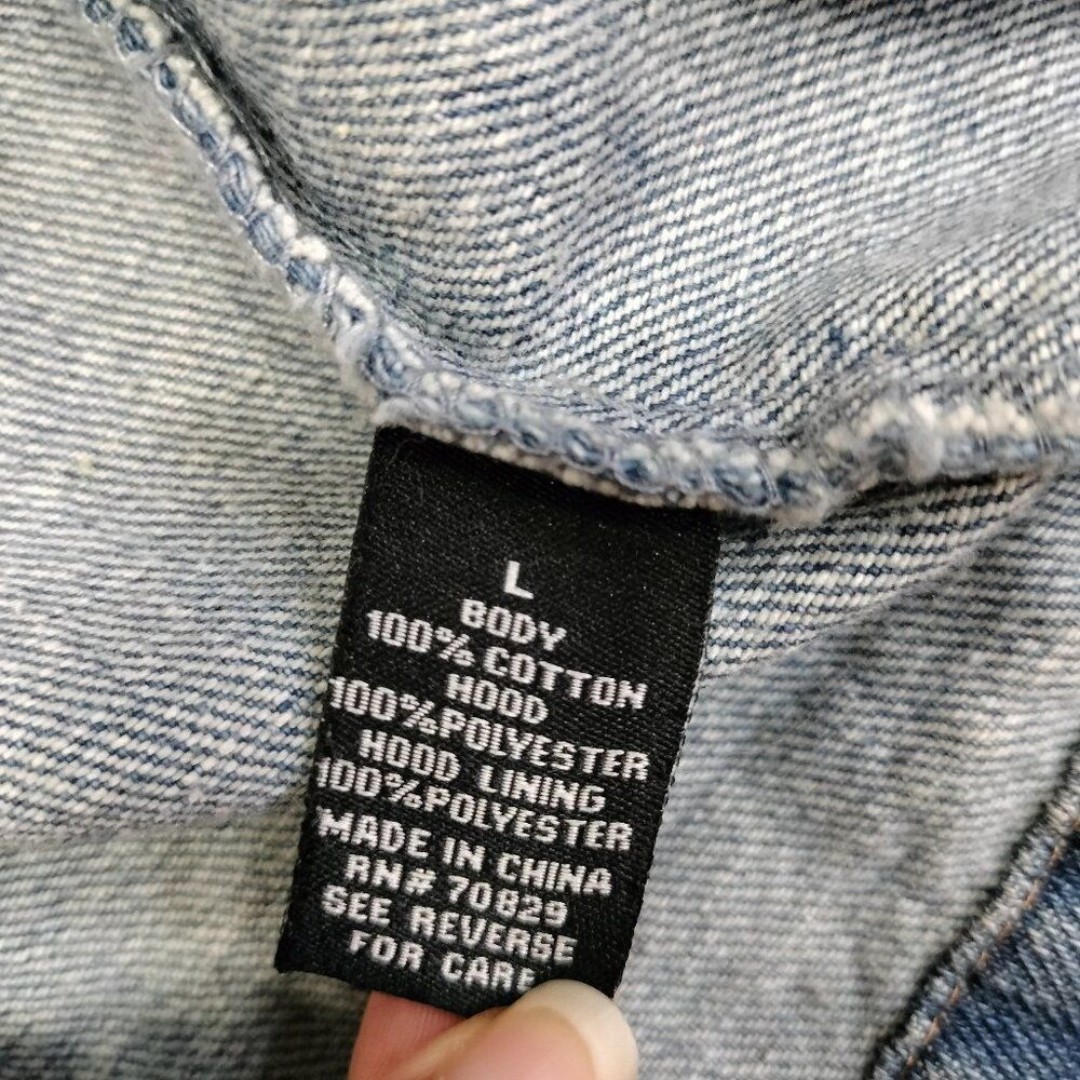 L
BODY
100% COTTON
HOOD
100%POLYESTER
HOOD LINING
100%POLYESTER
MADE IN CHINA
RN# 70829
SEE REVERSE
FOR CARE